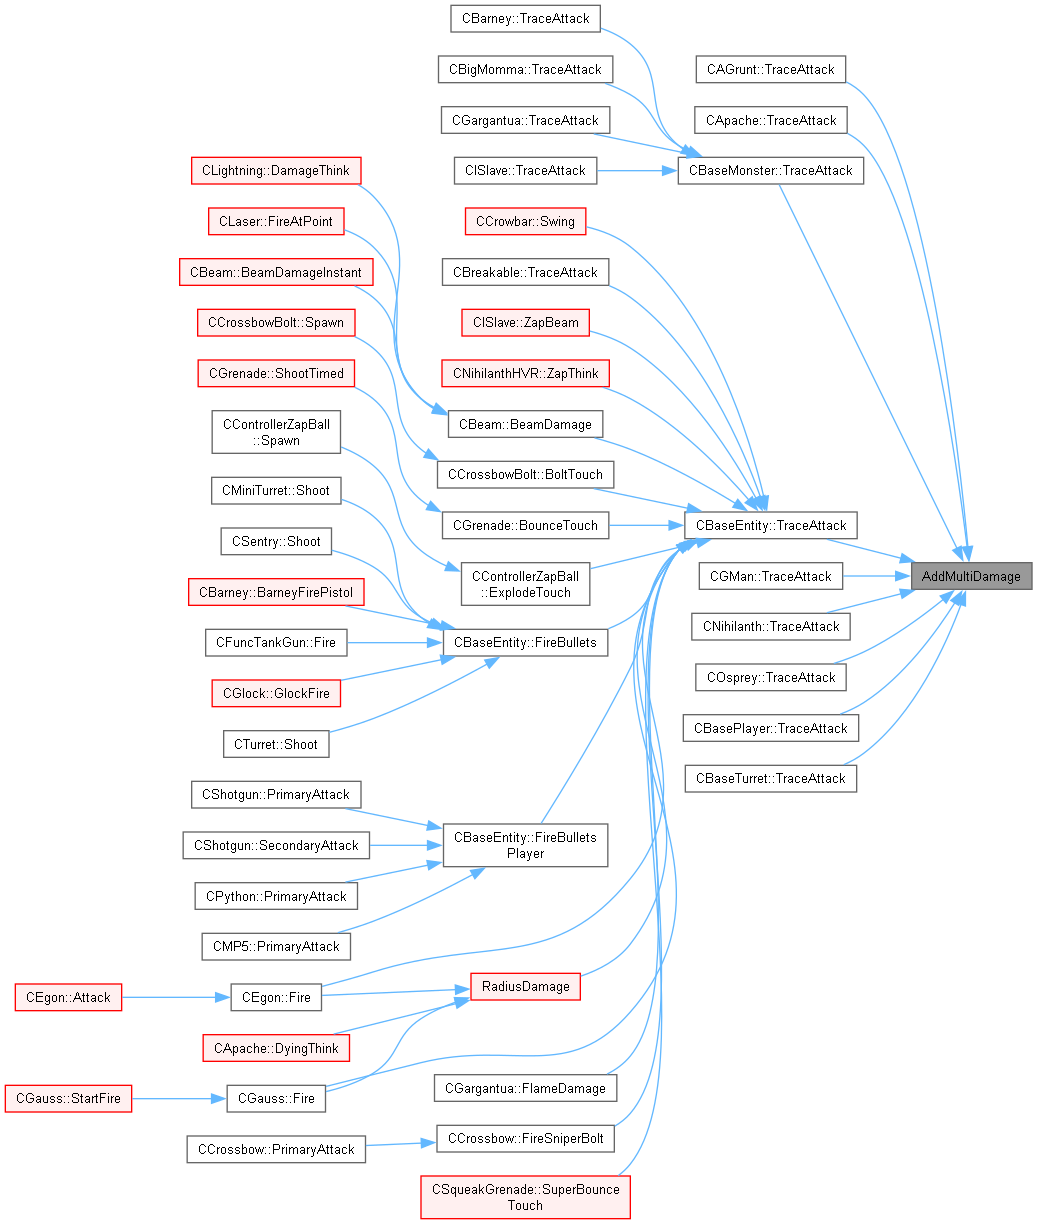 CBarney::TraceAttack
CBigMomma::TraceAttack
CAGrunt::TraceAttack
CGargantua::TraceAttack
CApache::TraceAttack
CLightning::DamageThink
CISlave::TraceAttack
CBaseMonster::TraceAttack
CLaser::FireAtPoint
CCrowbar::Swing
CBeam::BeamDamageInstant
CBreakable::TraceAttack
CCrossbowBolt::Spawn
CISlave::ZapBeam
CGrenade::ShootTimed
CNihilanthHVR::ZapThink
CControllerZapBall
::Spawn
CBeam::BeamDamage
CMiniTurret::Shoot
CCrossbowBolt::BoltTouch
CSentry::Shoot
CGrenade::BounceTouch
CBaseEntity::TraceAttack
CBarney::BarneyFirePistol
CControllerZapBall
::ExplodeTouch
CGMan::TraceAttack
AddMultiDamage
CFuncTankGun::Fire
CBaseEntity::FireBullets
CNihilanth::TraceAttack
CGlock::GlockFire
COsprey::TraceAttack
CTurret::Shoot
CBasePlayer::TraceAttack
CBaseTurret::TraceAttack
CShotgun::PrimaryAttack
CShotgun::SecondaryAttack
CBaseEntity::FireBullets
Player
CPython::PrimaryAttack
CMP5::PrimaryAttack
CEgon::Attack
CEgon::Fire
RadiusDamage
CApache::DyingThink
CGauss::StartFire
CGauss::Fire
CGargantua::FlameDamage
CCrossbow::PrimaryAttack
CCrossbow::FireSniperBolt
CSqueakGrenade::SuperBounce
Touch